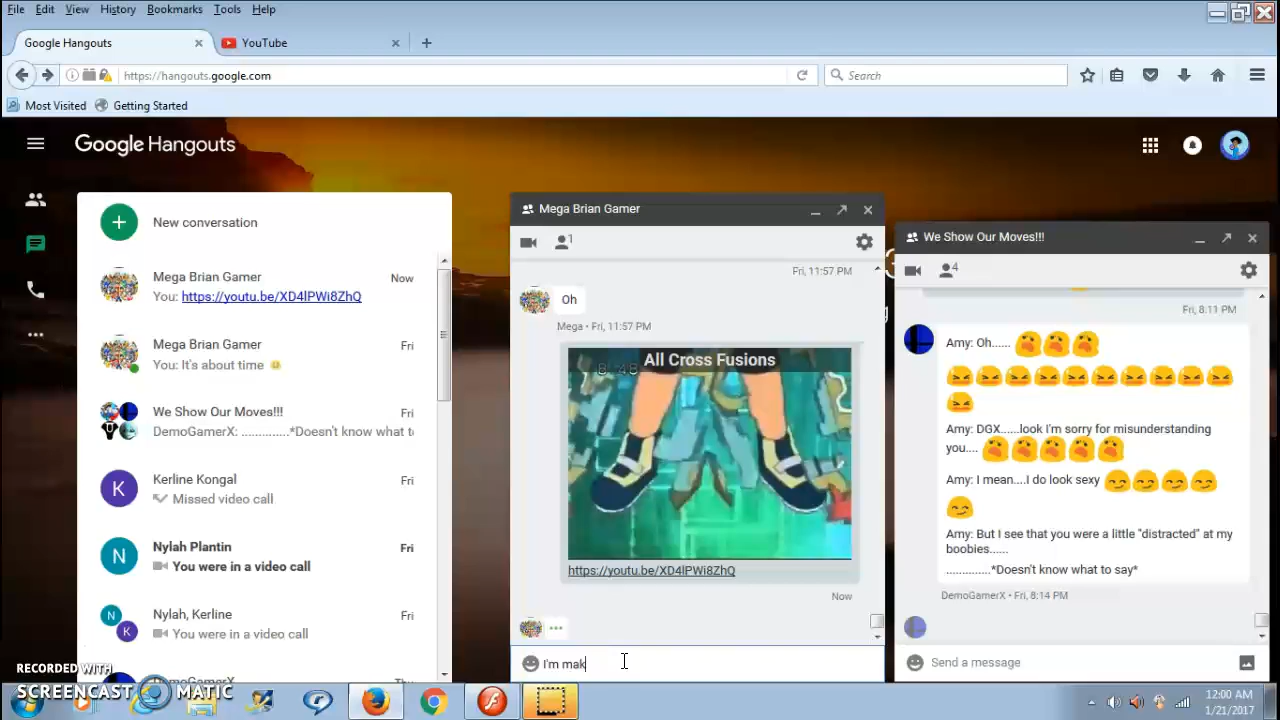 File Edit View History Bookmarks Tools Help
Google Hangouts
YouTube
https://hangouts.google.com
Search
Most Visited
Getting Started
Google Hangouts
New conversation
Mega Brian Gamer
Now
You: https://youtu.be/XD4lPWi8ZhQ
Mega Brian Gamer
Fri
You: It's about time
We Show Our Moves!!!
Fri
DemoGamerX: ..............*Doesn't know what to
K
Kerline Kongal
Fri
Missed video call
N
Nylah Plantin
Fri
You were in a video call
N
K
Nylah, Kerline
Fri
You were in a video call
DemoGamerX
Mega Brian Gamer
1
Fri, 11:57 PM
Oh
Mega • Fri, 11:57 PM
All Cross Fusions
8:48
https://youtu.be/XD4lPWi8ZhQ
Now
I'm mak
We Show Our Moves!!!
4
Fri, 8:11 PM
Amy: Oh......
Amy: DGX......look I'm sorry for misunderstanding
you....
Amy: I mean....I do look sexy
Amy: But I see that you were a little "distracted" at my
boobies......
..............*Doesn't know what to say*
DemoGamerX • Fri, 8:14 PM
Send a message
RECORDED WITH
SCREENCAST MATIC
12:00 AM
1/21/2017